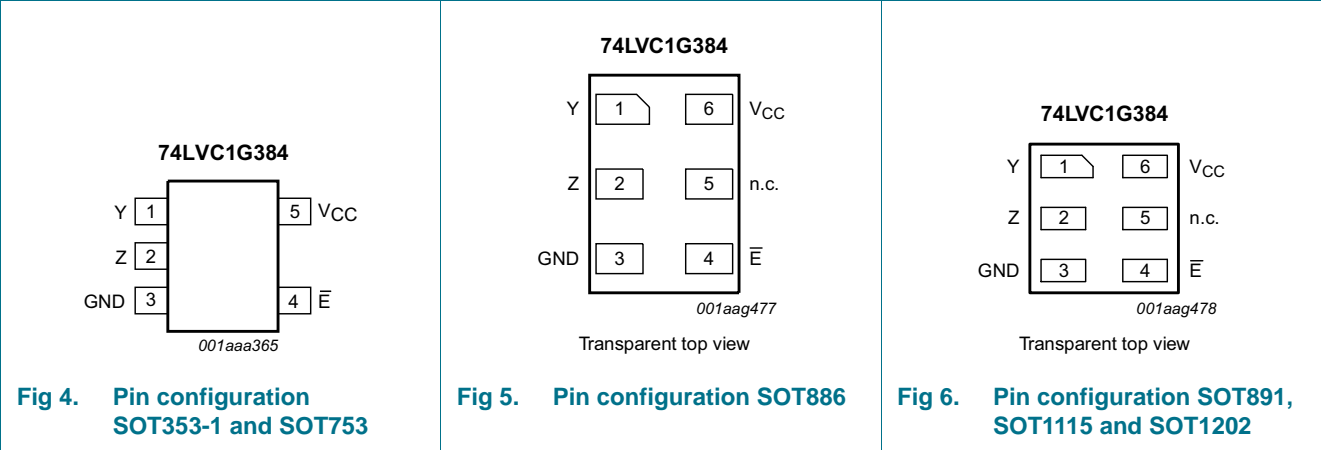 74LVC1G384
Y 1 5 VCC
Z 2
GND 3 4 E̅
001aaa365
Fig 4. Pin configuration
SOT353-1 and SOT753
74LVC1G384
Y 1 6 VCC
Z 2 5 n.c.
GND 3 4 E̅
001aag477
Transparent top view
Fig 5. Pin configuration SOT886
74LVC1G384
Y 1 6 VCC
Z 2 5 n.c.
GND 3 4 E̅
001aag478
Transparent top view
Fig 6. Pin configuration SOT891,
SOT1115 and SOT1202